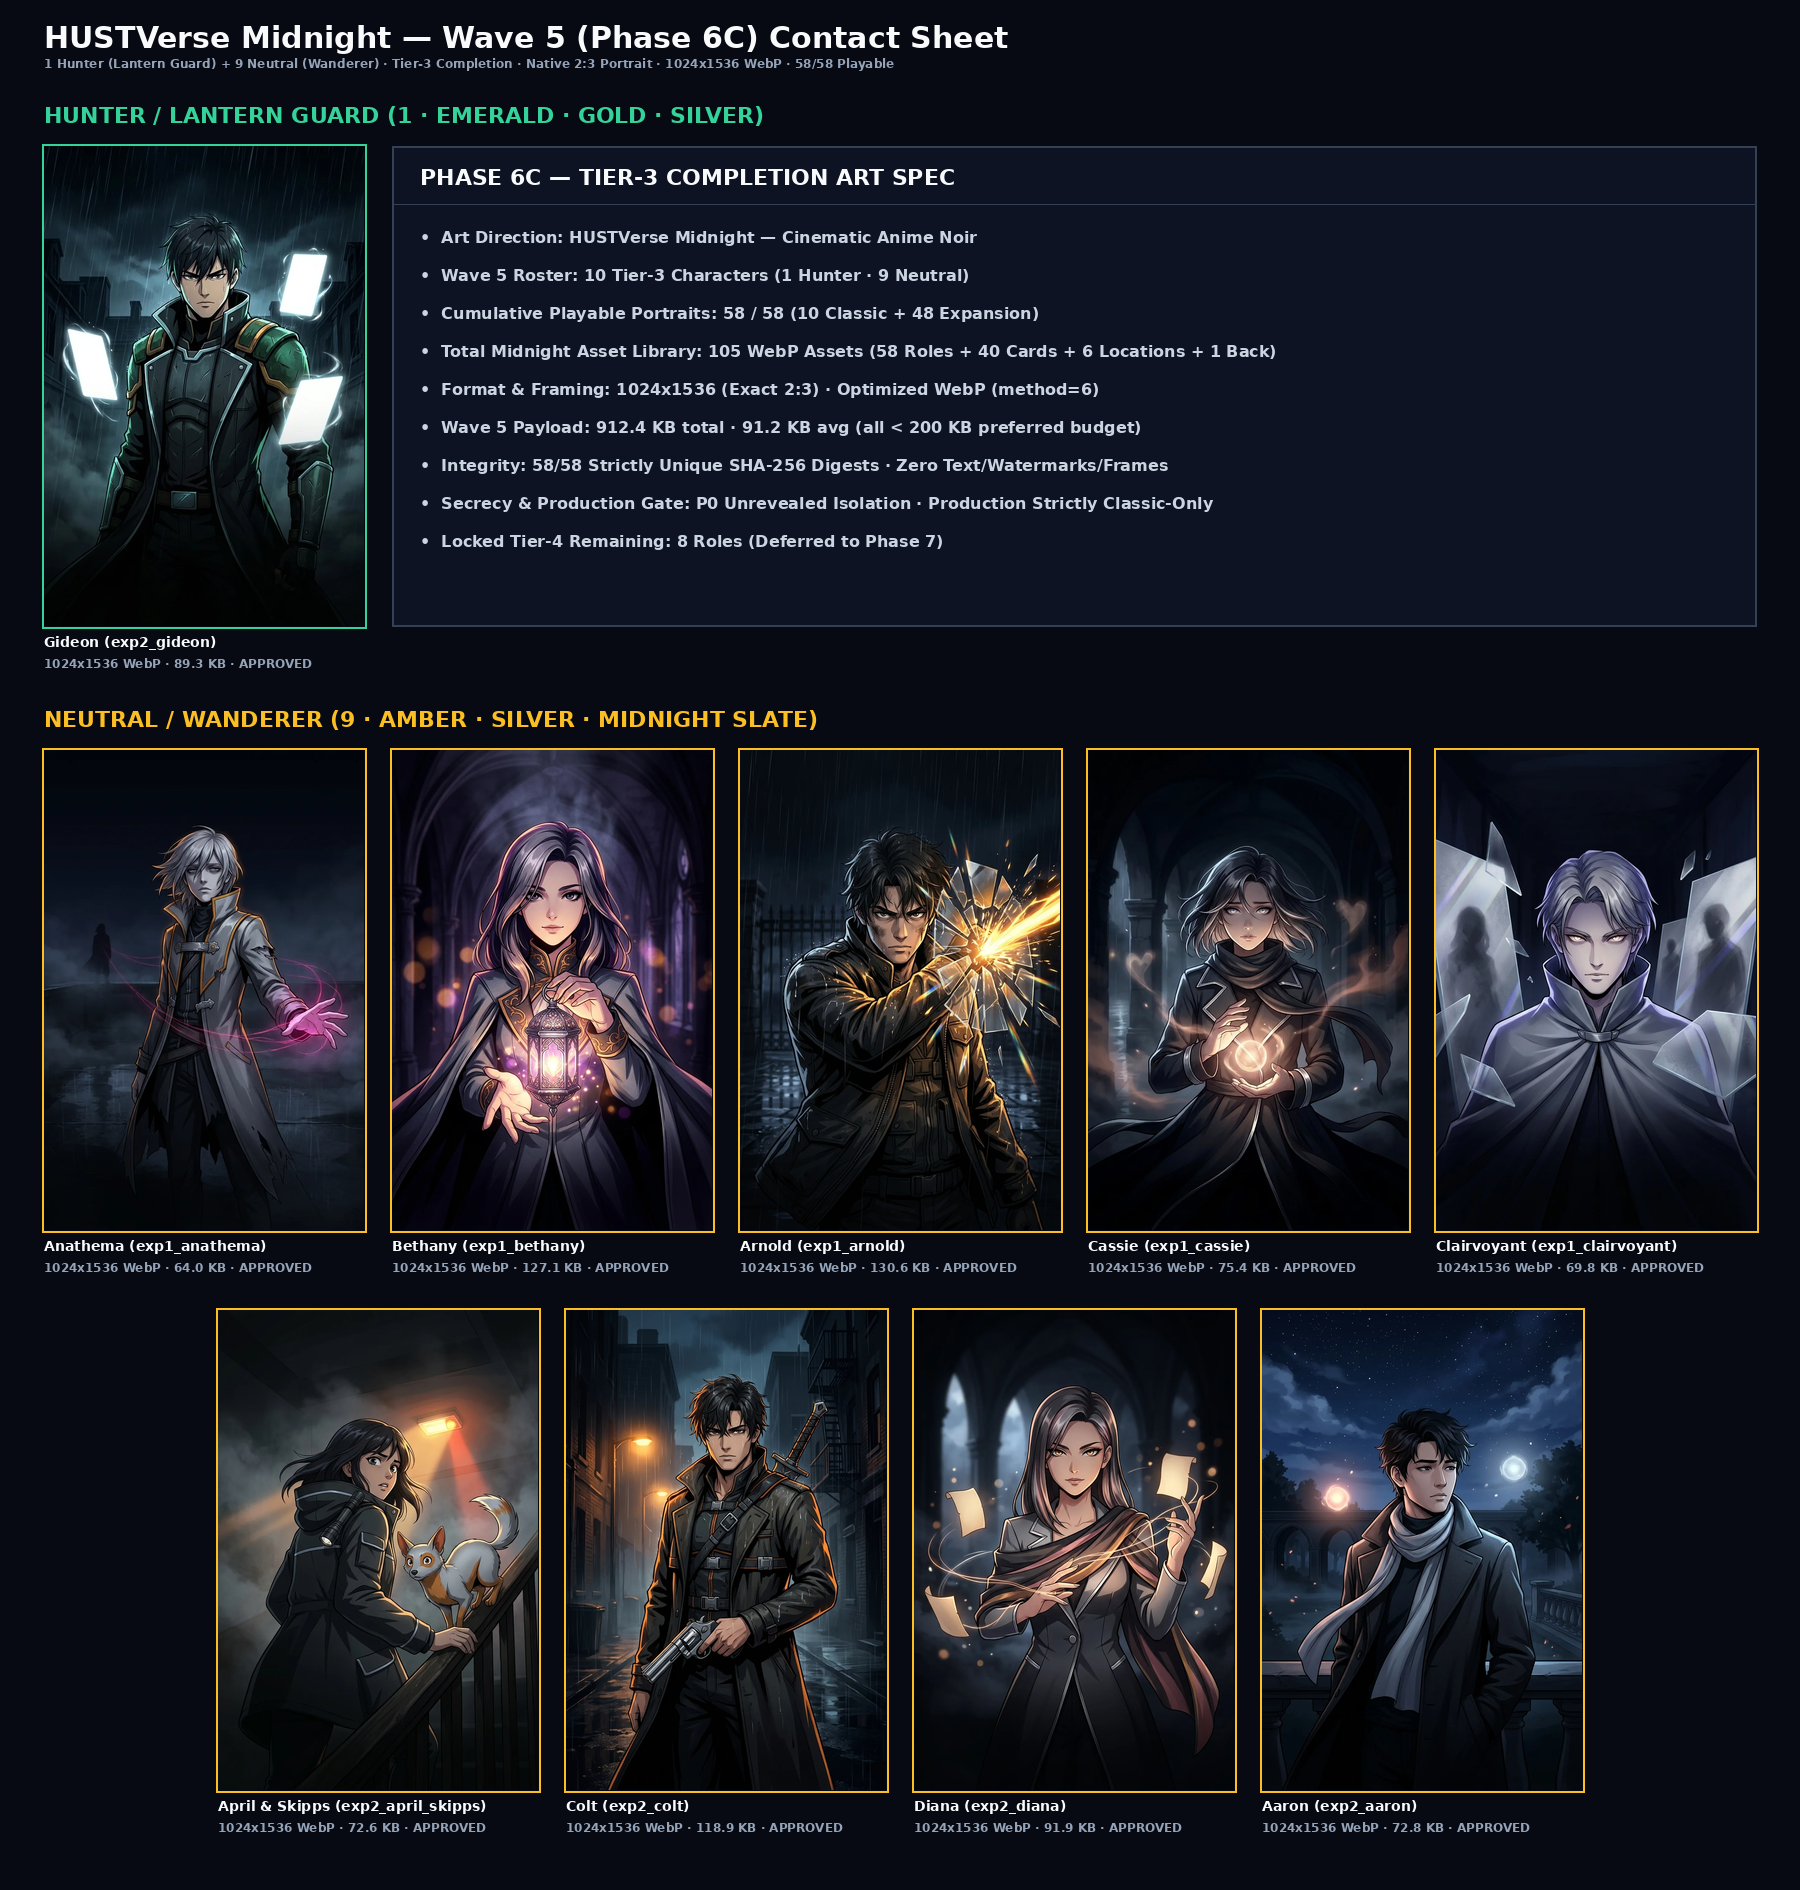 HUSTVerse Midnight — Wave 5 (Phase 6C) Contact Sheet
1 Hunter (Lantern Guard) + 9 Neutral (Wanderer) · Tier-3 Completion · Native 2:3 Portrait · 1024x1536 WebP · 58/58 Playable
HUNTER / LANTERN GUARD (1 · EMERALD · GOLD · SILVER)
PHASE 6C — TIER-3 COMPLETION ART SPEC
• Art Direction: HUSTVerse Midnight — Cinematic Anime Noir
• Wave 5 Roster: 10 Tier-3 Characters (1 Hunter · 9 Neutral)
• Cumulative Playable Portraits: 58 / 58 (10 Classic + 48 Expansion)
• Total Midnight Asset Library: 105 WebP Assets (58 Roles + 40 Cards + 6 Locations + 1 Back)
• Format & Framing: 1024x1536 (Exact 2:3) · Optimized WebP (method=6)
• Wave 5 Payload: 912.4 KB total · 91.2 KB avg (all < 200 KB preferred budget)
• Integrity: 58/58 Strictly Unique SHA-256 Digests · Zero Text/Watermarks/Frames
• Secrecy & Production Gate: P0 Unrevealed Isolation · Production Strictly Classic-Only
• Locked Tier-4 Remaining: 8 Roles (Deferred to Phase 7)
Gideon (exp2_gideon)
1024x1536 WebP · 89.3 KB · APPROVED
NEUTRAL / WANDERER (9 · AMBER · SILVER · MIDNIGHT SLATE)
Anathema (exp1_anathema)
1024x1536 WebP · 64.0 KB · APPROVED
Bethany (exp1_bethany)
1024x1536 WebP · 127.1 KB · APPROVED
Arnold (exp1_arnold)
1024x1536 WebP · 130.6 KB · APPROVED
Cassie (exp1_cassie)
1024x1536 WebP · 75.4 KB · APPROVED
Clairvoyant (exp1_clairvoyant)
1024x1536 WebP · 69.8 KB · APPROVED
April & Skipps (exp2_april_skipps)
1024x1536 WebP · 72.6 KB · APPROVED
Colt (exp2_colt)
1024x1536 WebP · 118.9 KB · APPROVED
Diana (exp2_diana)
1024x1536 WebP · 91.9 KB · APPROVED
Aaron (exp2_aaron)
1024x1536 WebP · 72.8 KB · APPROVED